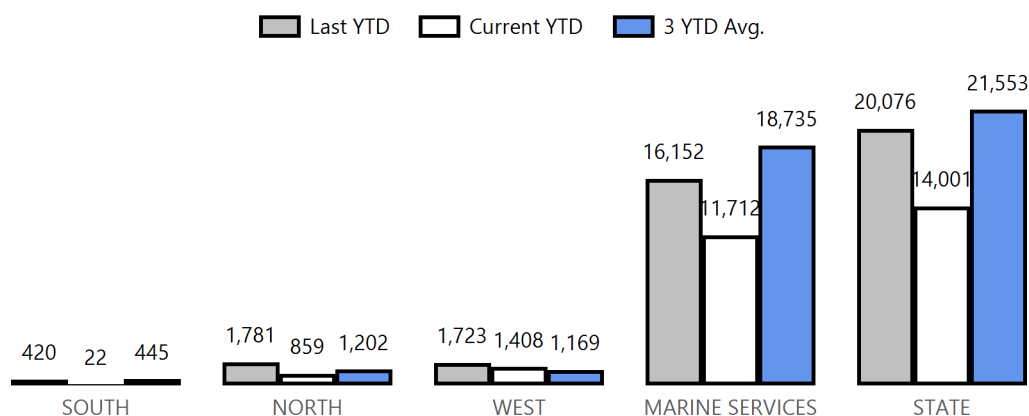 Last YTD Current YTD 3 YTD Avg.
420 22 445
1,781 859 1,202
1,723 1,408 1,169
16,152 11,712 18,735
20,076 14,001 21,553
SOUTH NORTH WEST MARINE SERVICES STATE